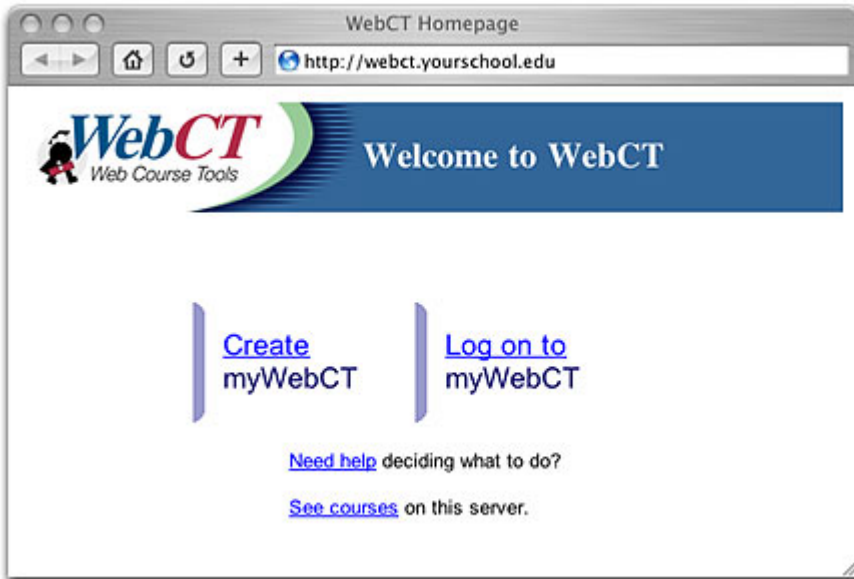 WebCT Homepage
http://webct.yourschool.edu
WebCT
Web Course Tools
Welcome to WebCT
Create
myWebCT
Log on to
myWebCT
Need help deciding what to do?
See courses on this server.